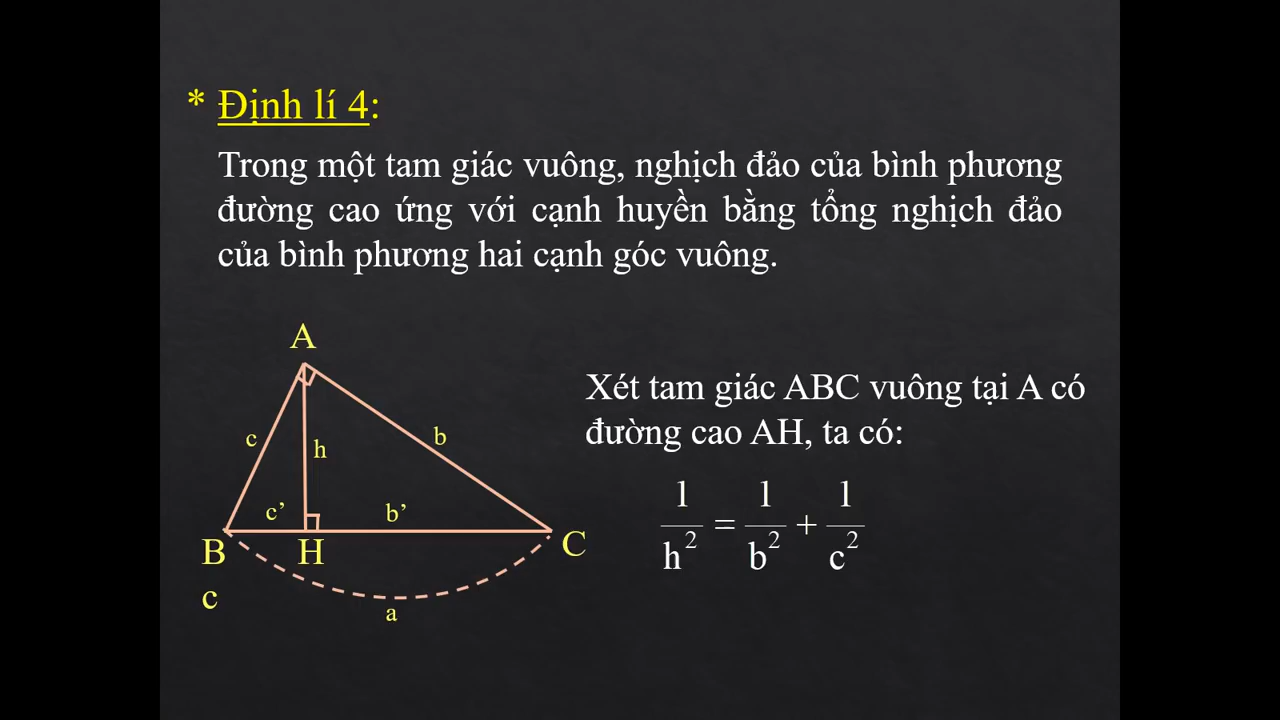 * Định lí 4:
Trong một tam giác vuông, nghịch đảo của bình phương
đường cao ứng với cạnh huyền bằng tổng nghịch đảo
của bình phương hai cạnh góc vuông.
A
Xét tam giác ABC vuông tại A có
đường cao AH, ta có:
c h b
c’ b’
B H C
c
a
1/h² = 1/b² + 1/c²